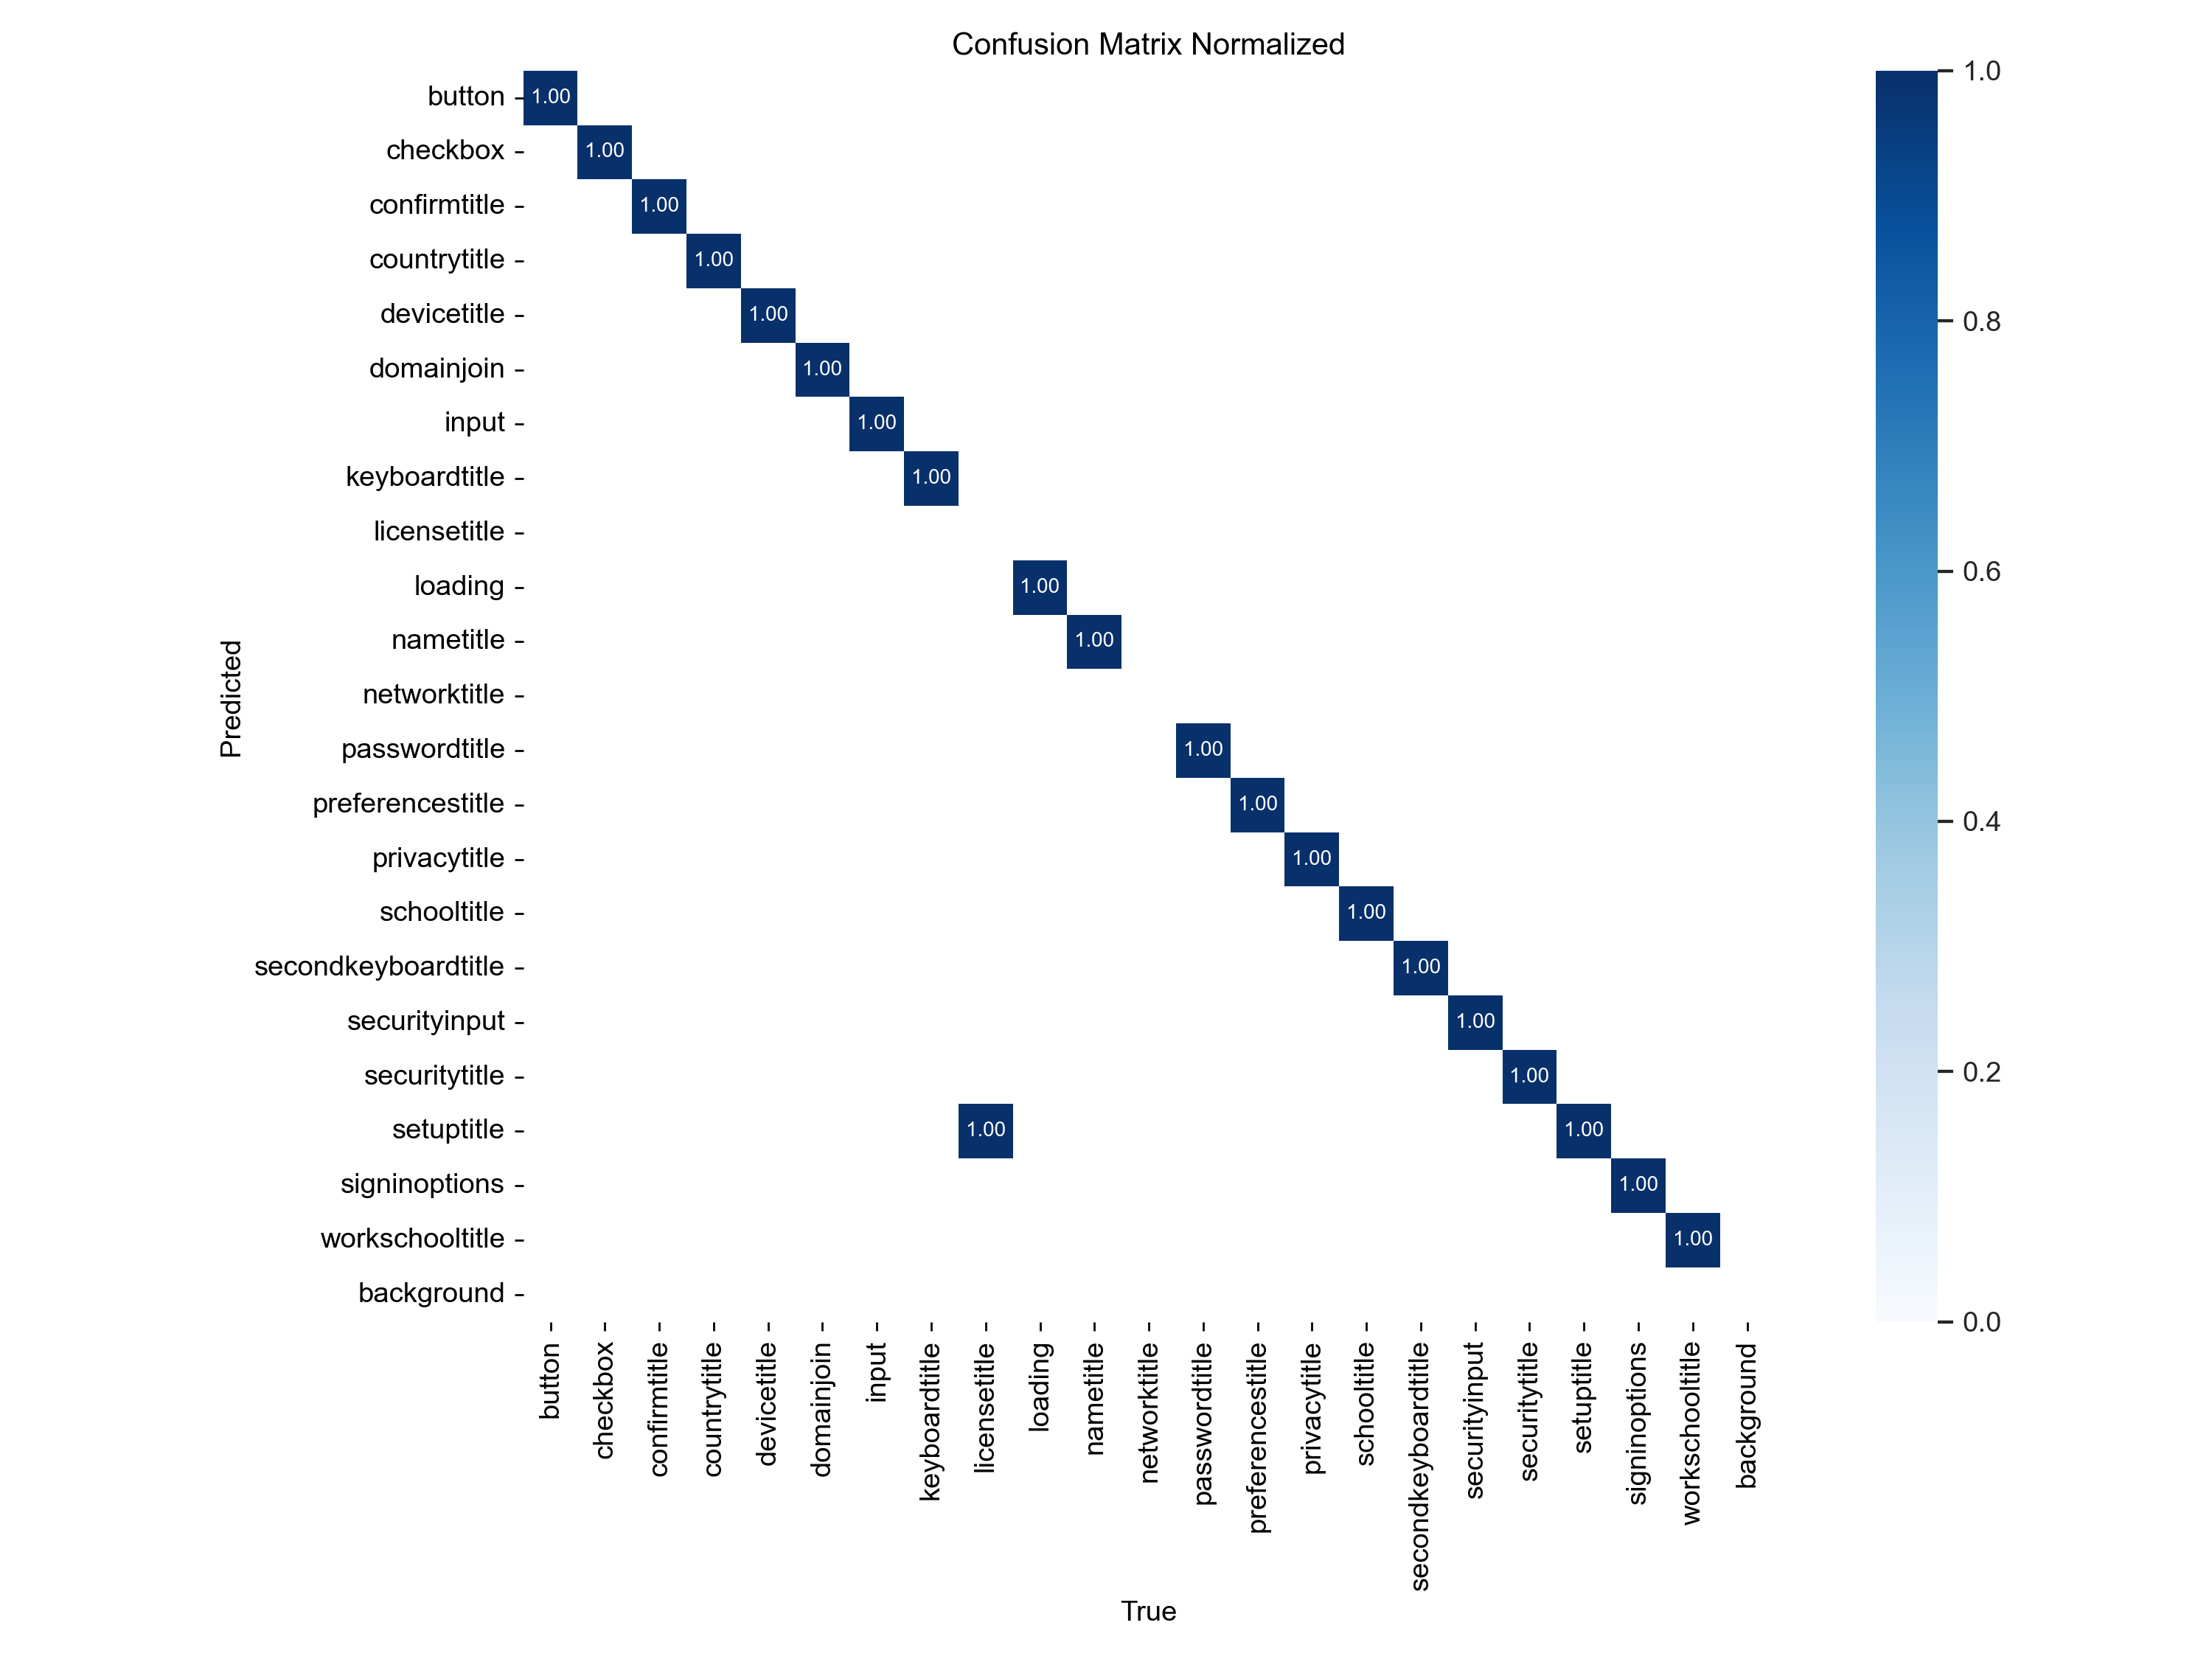 Confusion Matrix Normalized
button 1.00
checkbox 1.00
confirmtitle 1.00
countrytitle 1.00
devicetitle 1.00
domainjoin 1.00
input 1.00
keyboardtitle 1.00
licensetitle
loading 1.00
nametitle 1.00
networktitle
passwordtitle 1.00
preferencestitle 1.00
privacytitle 1.00
schooltitle 1.00
secondkeyboardtitle 1.00
securityinput 1.00
securitytitle 1.00
setuptitle 1.00 1.00
signinoptions 1.00
workschooltitle 1.00
background
Predicted
button
checkbox
confirmtitle
countrytitle
devicetitle
domainjoin
input
keyboardtitle
licensetitle
loading
nametitle
networktitle
passwordtitle
preferencestitle
privacytitle
schooltitle
secondkeyboardtitle
securityinput
securitytitle
setuptitle
signinoptions
workschooltitle
background
True
1.0
0.8
0.6
0.4
0.2
0.0